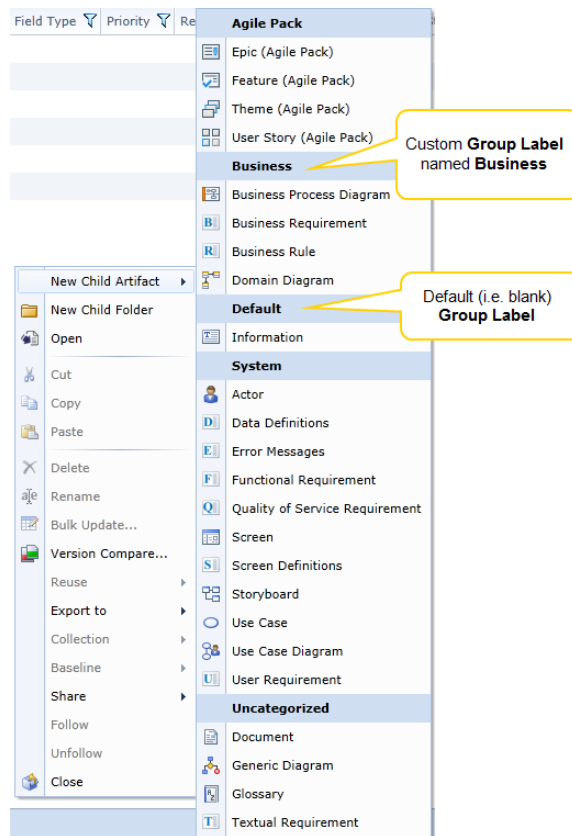 Field Type Priority Re
Agile Pack
Epic (Agile Pack)
Feature (Agile Pack)
Theme (Agile Pack)
User Story (Agile Pack)
Business
Business Process Diagram
Business Requirement
Business Rule
Domain Diagram
Default
Information
System
Actor
Data Definitions
Error Messages
Functional Requirement
Quality of Service Requirement
Screen
Screen Definitions
Storyboard
Use Case
Use Case Diagram
User Requirement
Uncategorized
Document
Generic Diagram
Glossary
Textual Requirement
Custom Group Label
named Business
Default (i.e. blank)
Group Label
New Child Artifact
New Child Folder
Open
Cut
Copy
Paste
Delete
Rename
Bulk Update...
Version Compare...
Reuse
Export to
Collection
Baseline
Share
Follow
Unfollow
Close